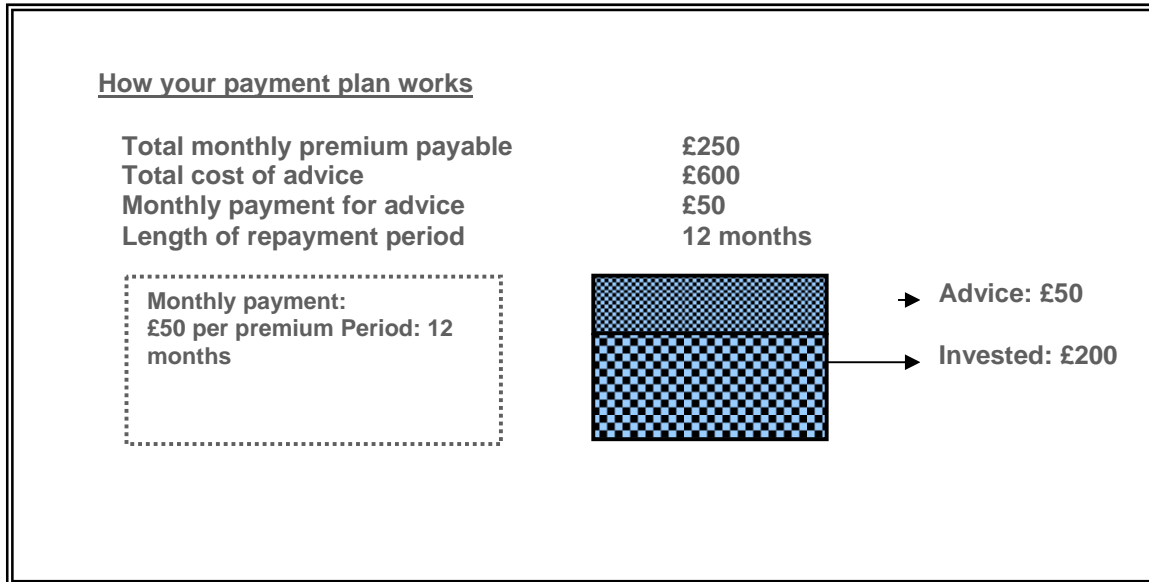 How your payment plan works
Total monthly premium payable £250
Total cost of advice £600
Monthly payment for advice £50
Length of repayment period 12 months
Monthly payment:
£50 per premium Period: 12
months
Advice: £50
Invested: £200